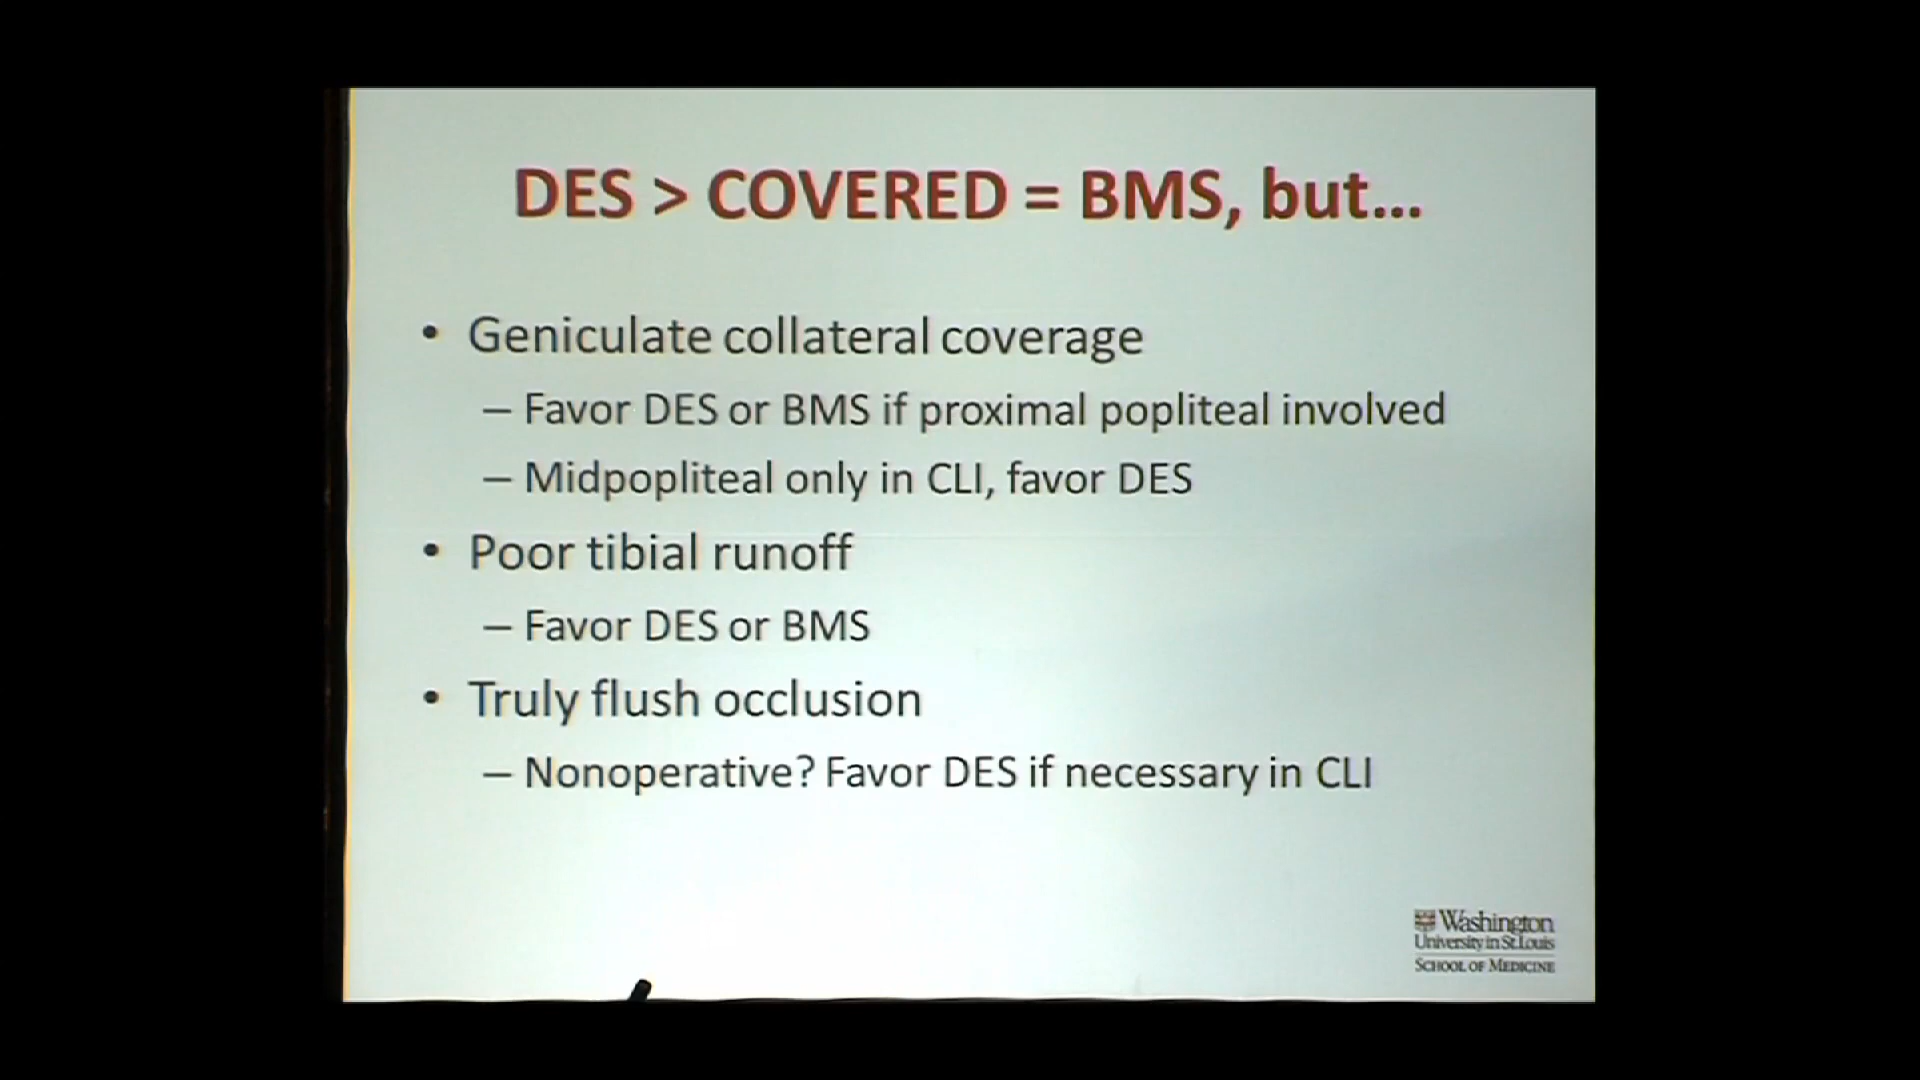 DES > COVERED = BMS, but...
• Geniculate collateral coverage
– Favor DES or BMS if proximal popliteal involved
– Midpopliteal only in CLI, favor DES
• Poor tibial runoff
– Favor DES or BMS
• Truly flush occlusion
– Nonoperative? Favor DES if necessary in CLI
Washington
University in St. Louis
SCHOOL OF MEDICINE